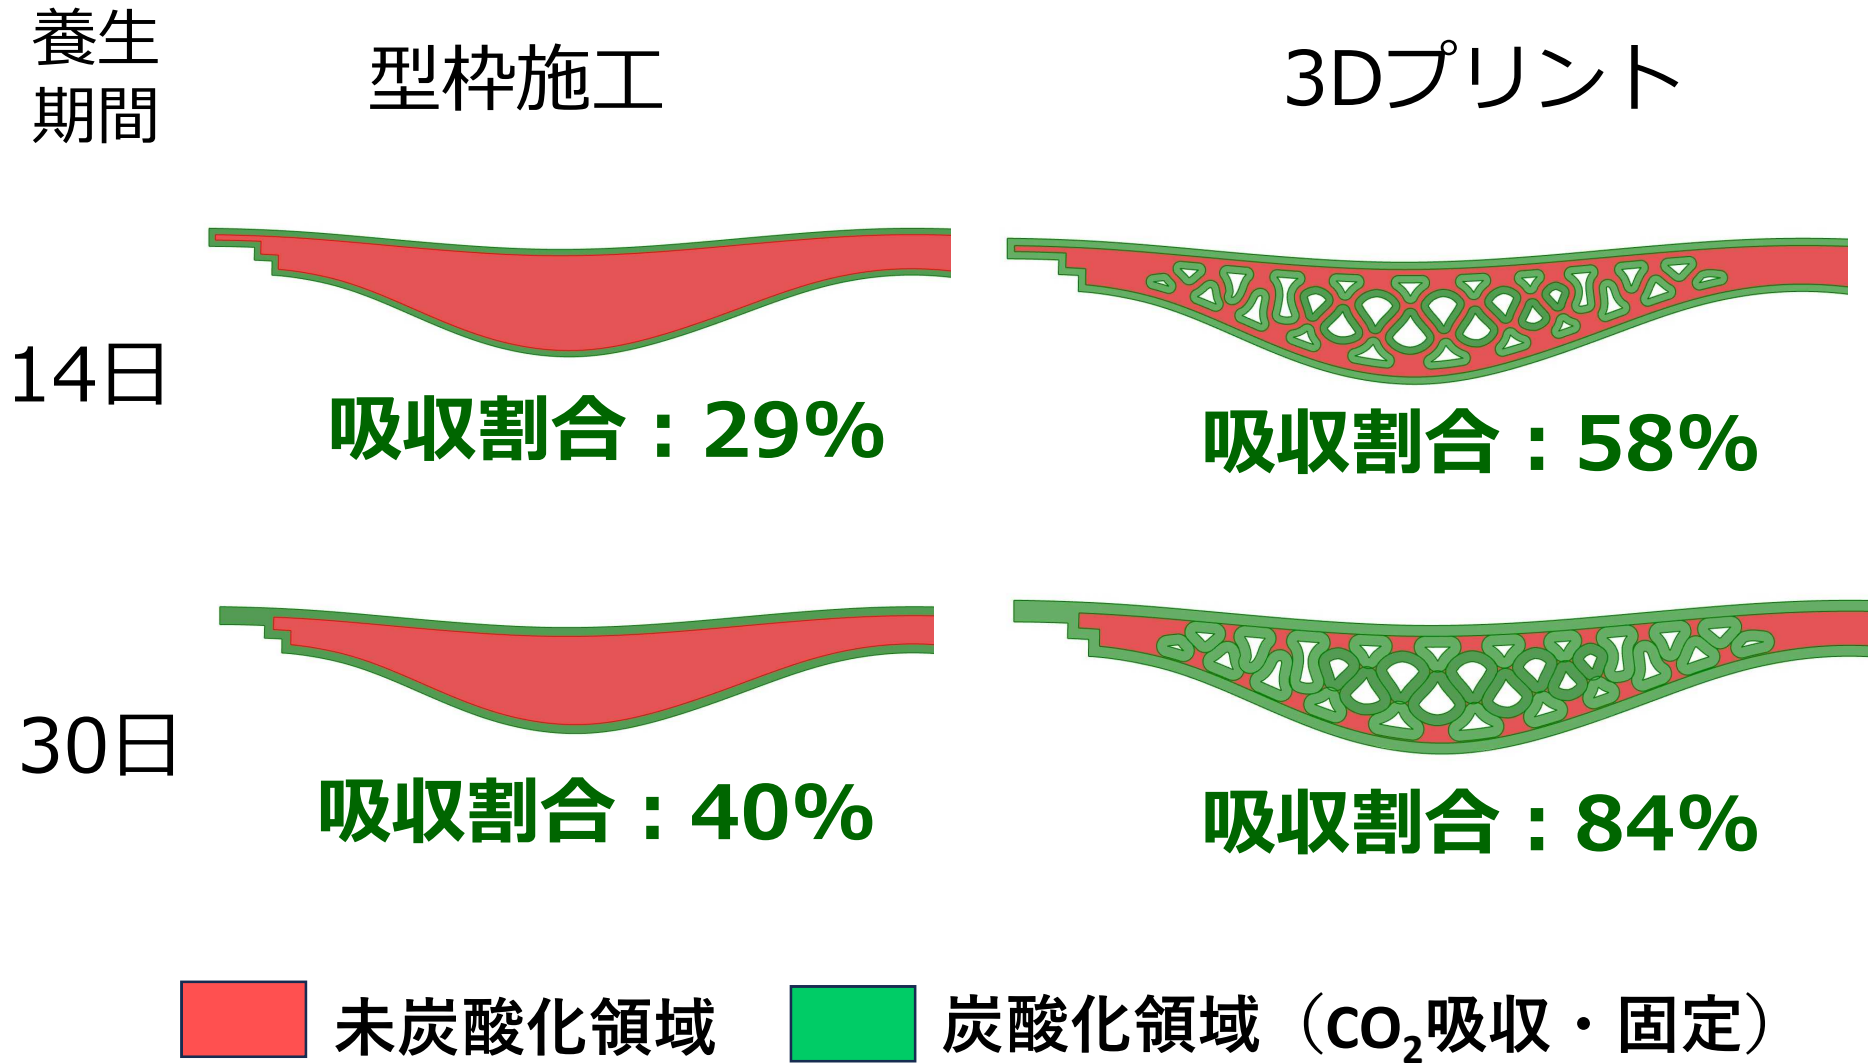 養生
期間
型枠施工
3Dプリント
14日
吸収割合：29%
吸収割合：58%
30日
吸収割合：40%
吸収割合：84%
未炭酸化領域
炭酸化領域（CO₂吸収・固定）